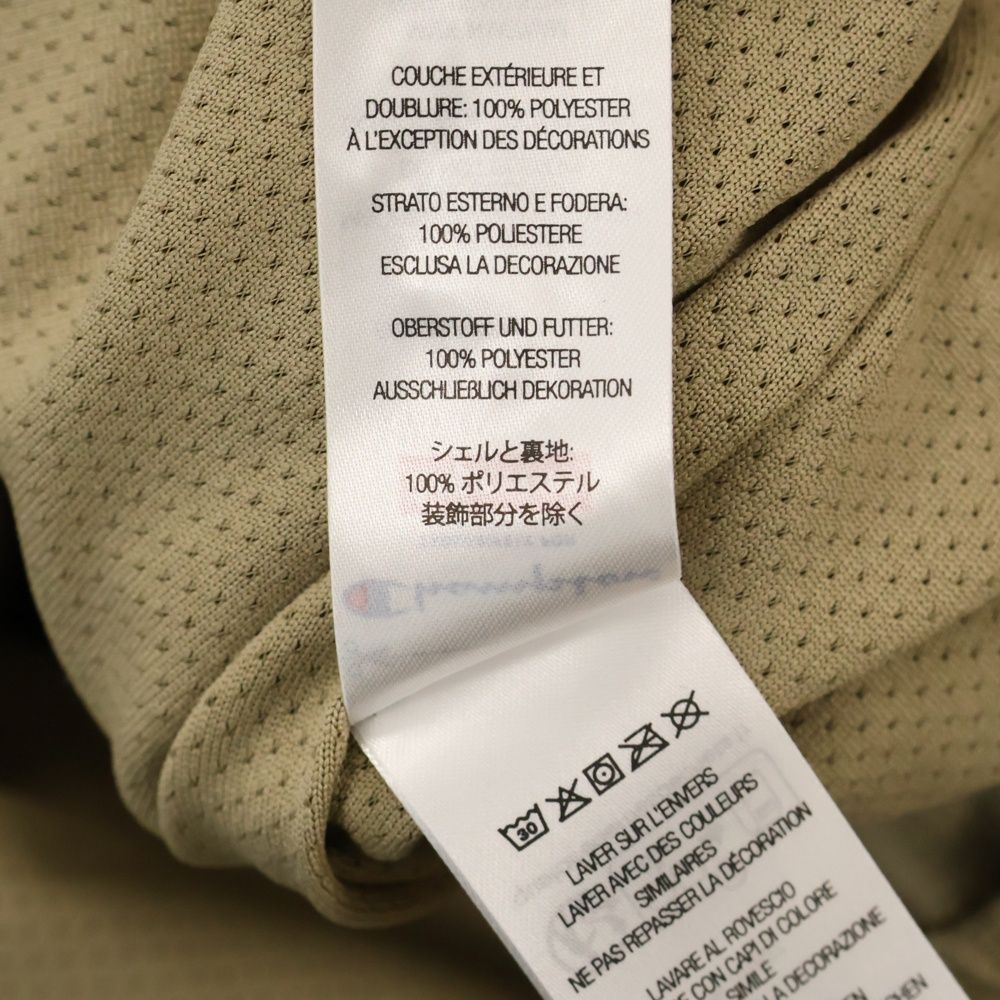 COUCHE EXTÉRIEURE ET
DOUBLURE: 100% POLYESTER
À L'EXCEPTION DES DÉCORATIONS
STRATO ESTERNO E FODERA:
100% POLIESTERE
ESCLUSA LA DECORAZIONE
OBERSTOFF UND FUTTER:
100% POLYESTER
AUSSCHLIEßLICH DEKORATION
シェルと裏地:
100% ポリエステル
装飾部分を除く
Champion
30
LAVER SUR L'ENVERS
LAVER AVEC DES COULEURS
SIMILAIRES
NE PAS REPASSER LA DÉCORATION
LAVARE AL ROVESCIO
E CON CAPI DI COLORE
SIMILE
LA DECORAZIONE